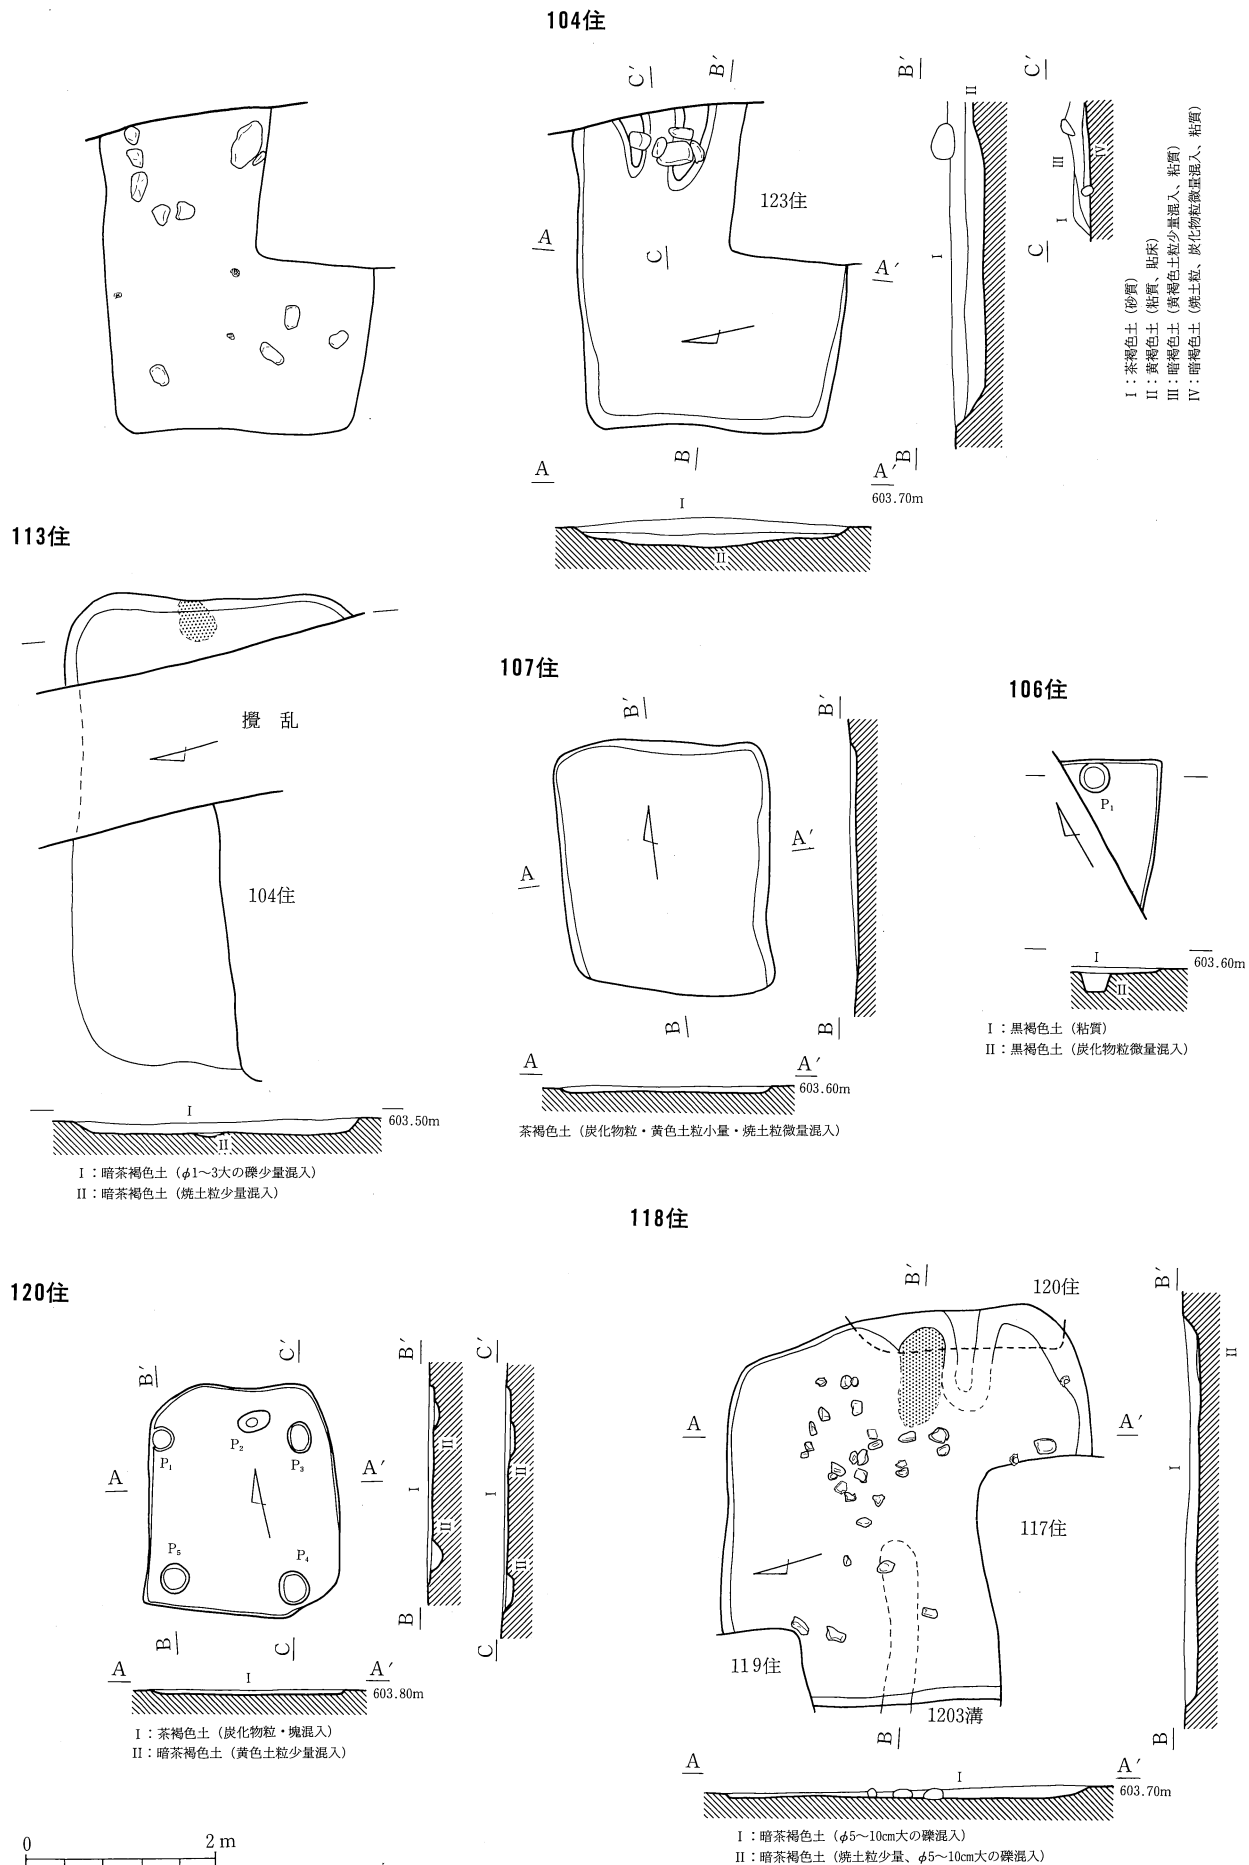 104住
C′
B′
B′
C′
II
III
IV
123住
A
C
A′
I
I
C
I：茶褐色土（砂質）
II：黄褐色土（粘質、貼床）
III：暗褐色土（黄褐色土粒少量混入、粘質）
IV：暗褐色土（焼土粒、炭化物粒微量混入、粘質）
B
B
A
A′
603.70m
I
II
113住
攪 乱
104住
I
603.50m
II
I：暗茶褐色土（φ1～3大の礫少量混入）
II：暗茶褐色土（焼土粒少量混入）
107住
B′
B′
A
A′
B
B
A
A′
603.60m
茶褐色土（炭化物粒・黄色土粒小量・焼土粒微量混入）
106住
P₁
I
603.60m
II
I：黒褐色土（粘質）
II：黒褐色土（炭化物粒微量混入）
120住
B′
C′
B′
C′
P₁
P₂
P₃
A
A′
II
II
I
I
P₅
P₄
II
II
B
C
B
C
A
I
A′
603.80m
I：茶褐色土（炭化物粒・塊混入）
II：暗茶褐色土（黄色土粒少量混入）
118住
B′
120住
B′
II
A
A′
I
117住
119住
1203溝
B
B
A
I
A′
603.70m
I：暗茶褐色土（φ5～10cm大の礫混入）
II：暗茶褐色土（焼土粒少量、φ5～10cm大の礫混入）
0 2m